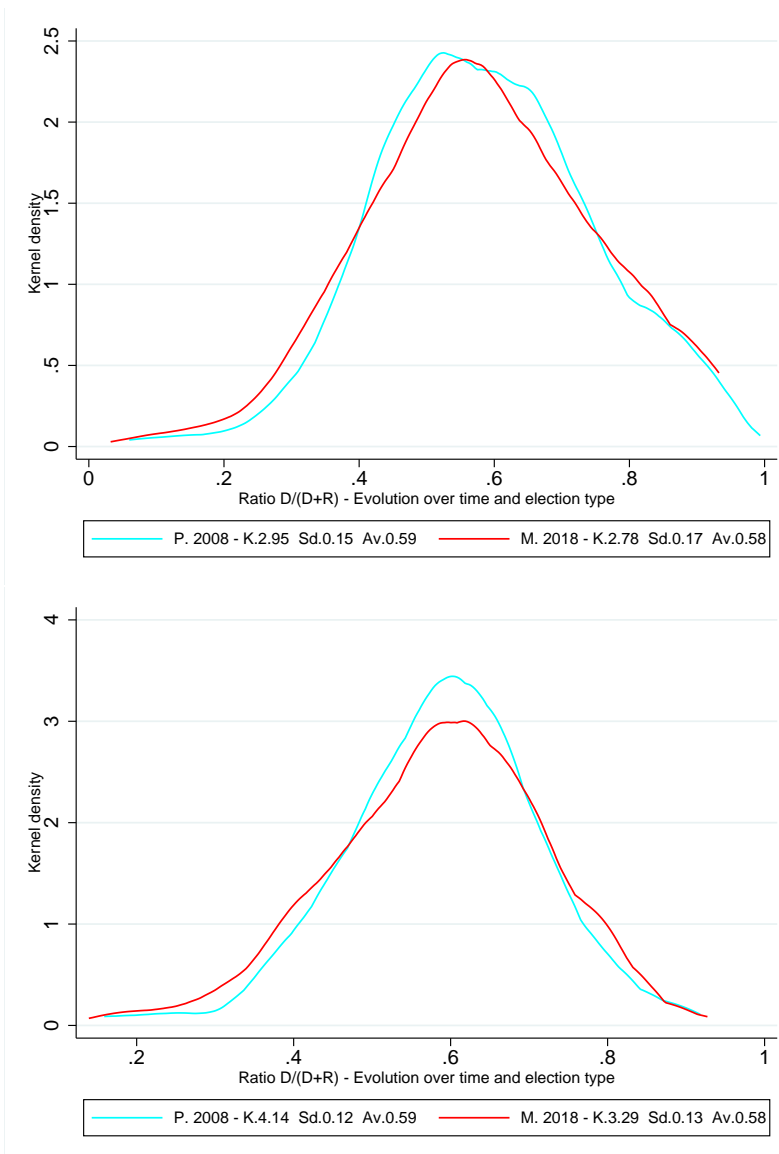 2.5
2
1.5
1
.5
0
Kernel density
0 .2 .4 .6 .8 1
Ratio D/(D+R) - Evolution over time and election type
P. 2008 - K.2.95 Sd.0.15 Av.0.59 M. 2018 - K.2.78 Sd.0.17 Av.0.58
4
3
2
1
0
Kernel density
.2 .4 .6 .8 1
Ratio D/(D+R) - Evolution over time and election type
P. 2008 - K.4.14 Sd.0.12 Av.0.59 M. 2018 - K.3.29 Sd.0.13 Av.0.58